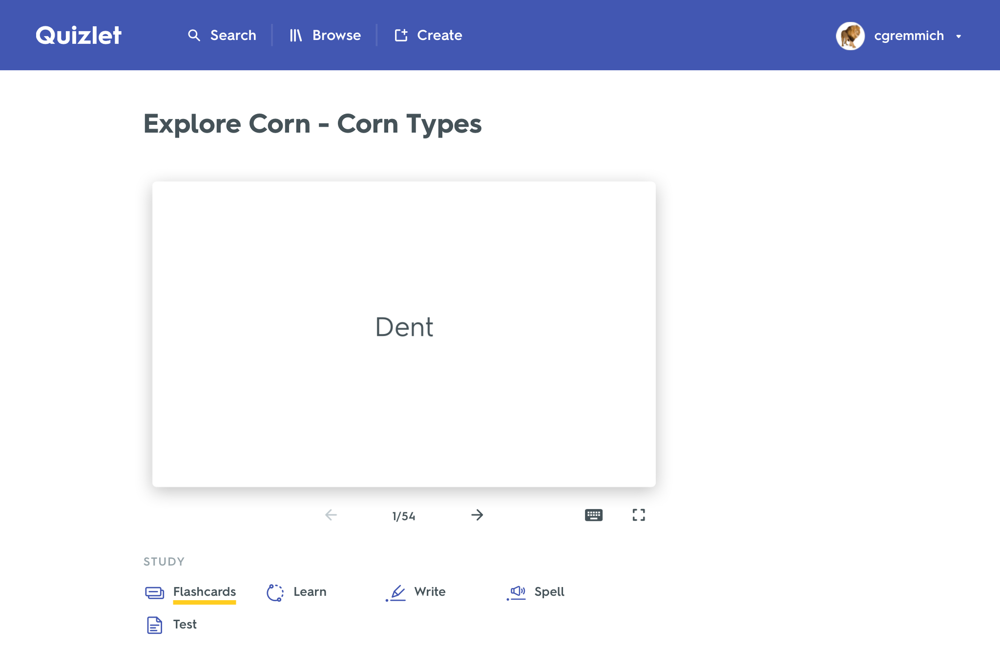 Quizlet
Search
Browse
Create
cgremmich
Explore Corn - Corn Types
Dent
1/54
STUDY
Flashcards
Learn
Write
Spell
Test